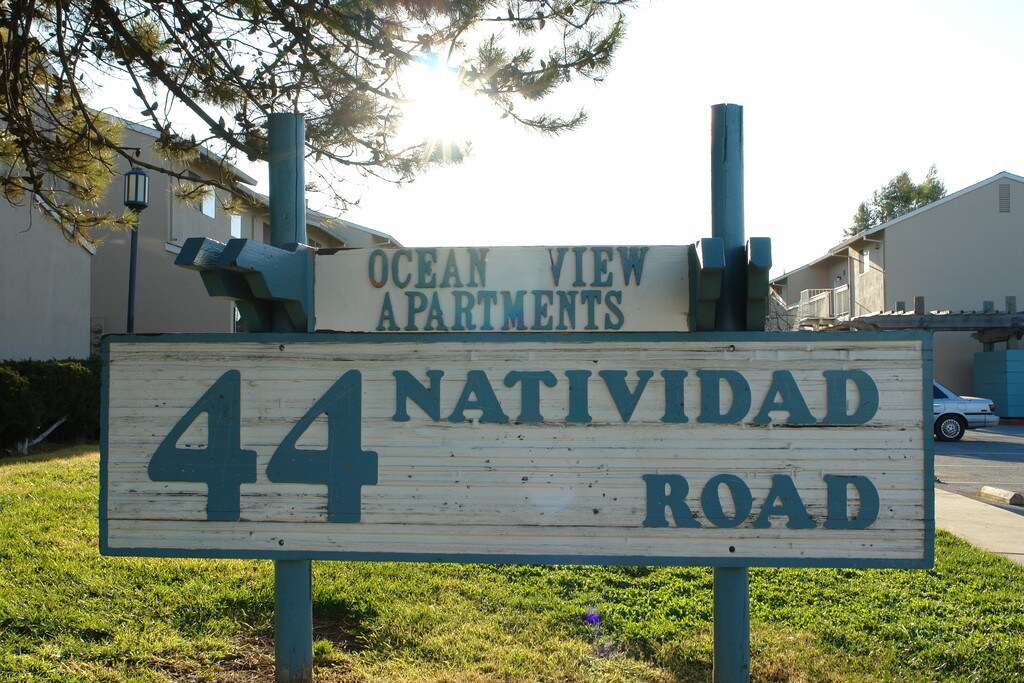 OCEAN VIEW
APARTMENTS
44 NATIVIDAD
ROAD